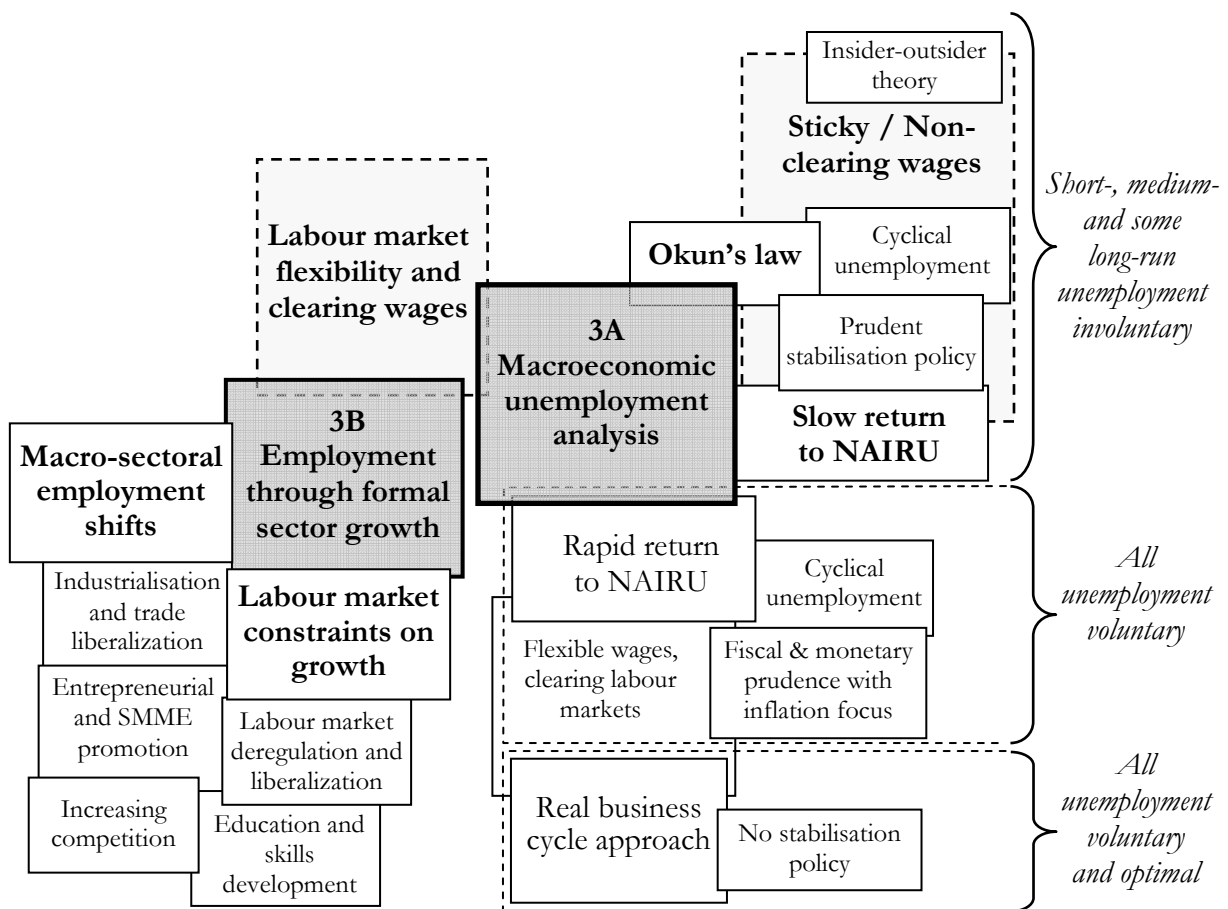 Insider-outsider
theory
Sticky / Non-
clearing wages
Short-, medium-
and some
long-run
unemployment
involuntary
Labour market
flexibility and
clearing wages
Okun's law
Cyclical
unemployment
Prudent
stabilisation policy
Slow return
to NAIRU
3A
Macroeconomic
unemployment
analysis
3B
Employment
through formal
sector growth
Macro-sectoral
employment
shifts
Industrialisation
and trade
liberalization
Entrepreneurial
and SMME
promotion
Increasing
competition
Labour market
constraints on
growth
Labour market
deregulation and
liberalization
Education and
skills
development
Rapid return
to NAIRU
Cyclical
unemployment
Flexible wages,
clearing labour
markets
Fiscal & monetary
prudence with
inflation focus
All
unemployment
voluntary
Real business
cycle approach
No stabilisation
policy
All
unemployment
voluntary
and optimal